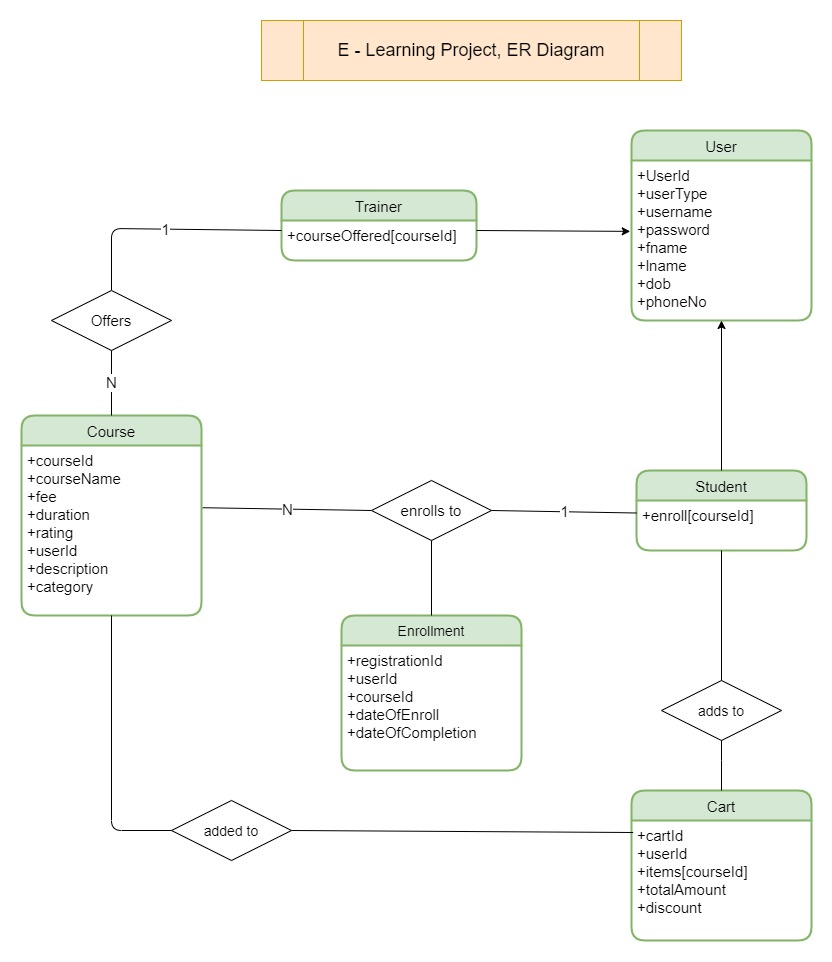 E - Learning Project, ER Diagram
User
+UserId
+userType
+username
+password
+fname
+lname
+dob
+phoneNo
Trainer
+courseOffered[courseId]
1
Offers
N
Course
+courseId
+courseName
+fee
+duration
+rating
+userId
+description
+category
N
enrolls to
1
Student
+enroll[courseId]
Enrollment
+registrationId
+userId
+courseId
+dateOfEnroll
+dateOfCompletion
adds to
added to
Cart
+cartId
+userId
+items[courseId]
+totalAmount
+discount